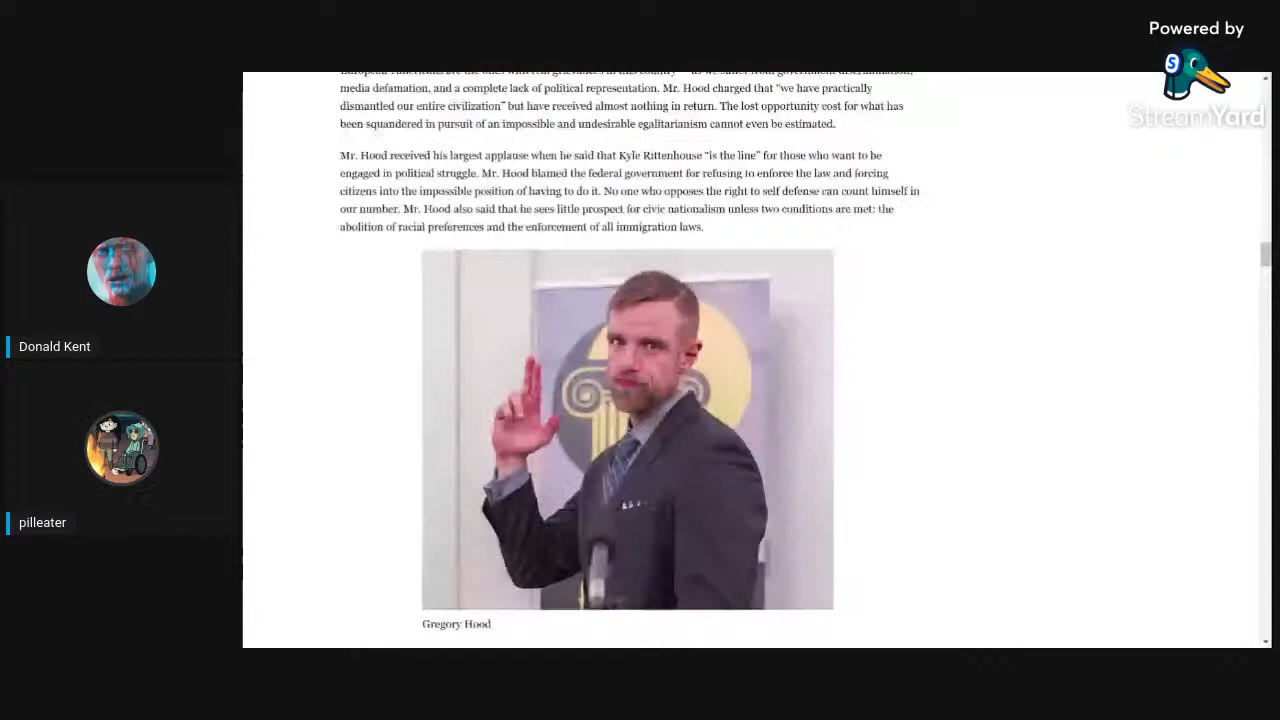 Powered by
StreamYard
media defamation, and a complete lack of political representation. Mr. Hood charged that “we have practically
dismantled our entire civilization” but have received almost nothing in return. The lost opportunity cost for what has
been squandered in pursuit of an impossible and undesirable egalitarianism cannot even be estimated.
Mr. Hood received his largest applause when he said that Kyle Rittenhouse “is the line” for those who want to be
engaged in political struggle. Mr. Hood blamed the federal government for refusing to enforce the law and forcing
citizens into the impossible position of having to do it. No one who opposes the right to self defense can count himself in
our number. Mr. Hood also said that he sees little prospect for civic nationalism unless two conditions are met: the
abolition of racial preferences and the enforcement of all immigration laws.
Donald Kent
pilleater
Gregory Hood